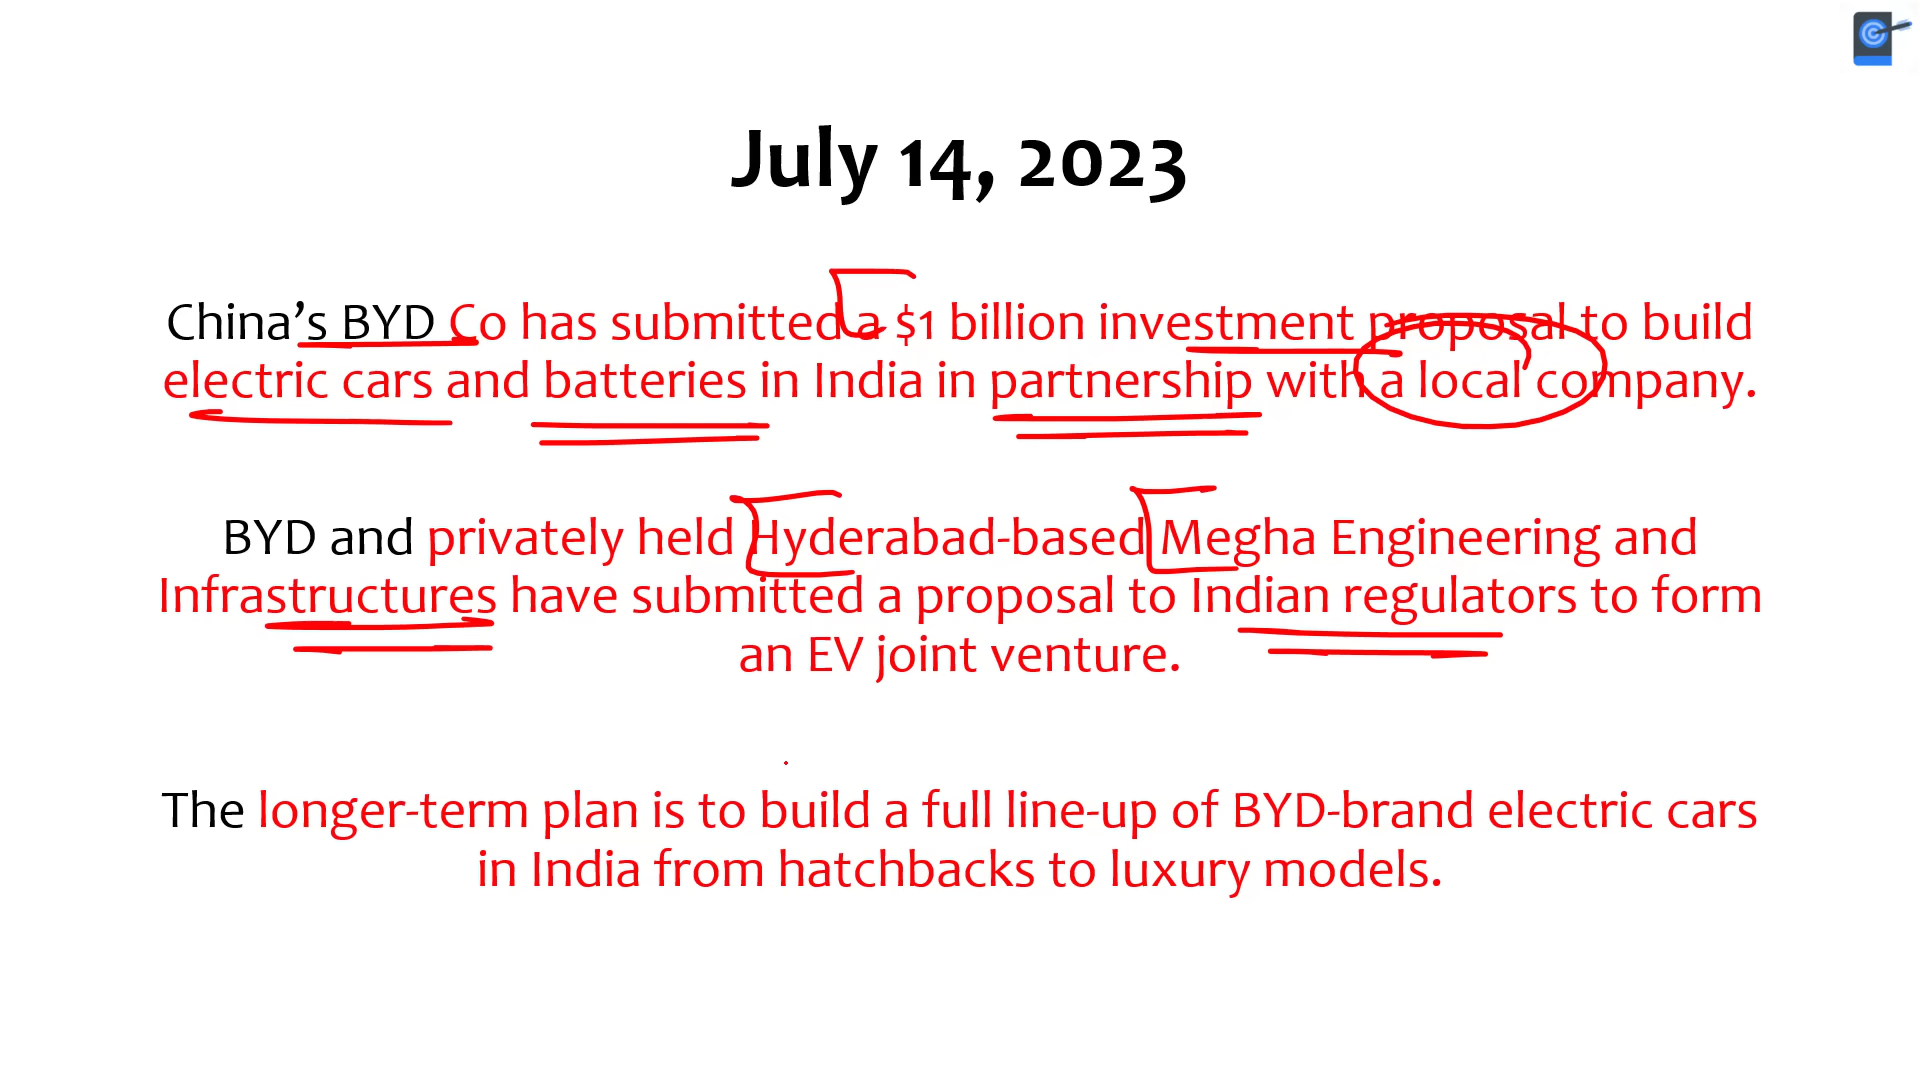 July 14, 2023
China’s BYD Co has submitted a $1 billion investment proposal to build
electric cars and batteries in India in partnership with a local company.
BYD and privately held Hyderabad-based Megha Engineering and
Infrastructures have submitted a proposal to Indian regulators to form
an EV joint venture.
The longer-term plan is to build a full line-up of BYD-brand electric cars
in India from hatchbacks to luxury models.